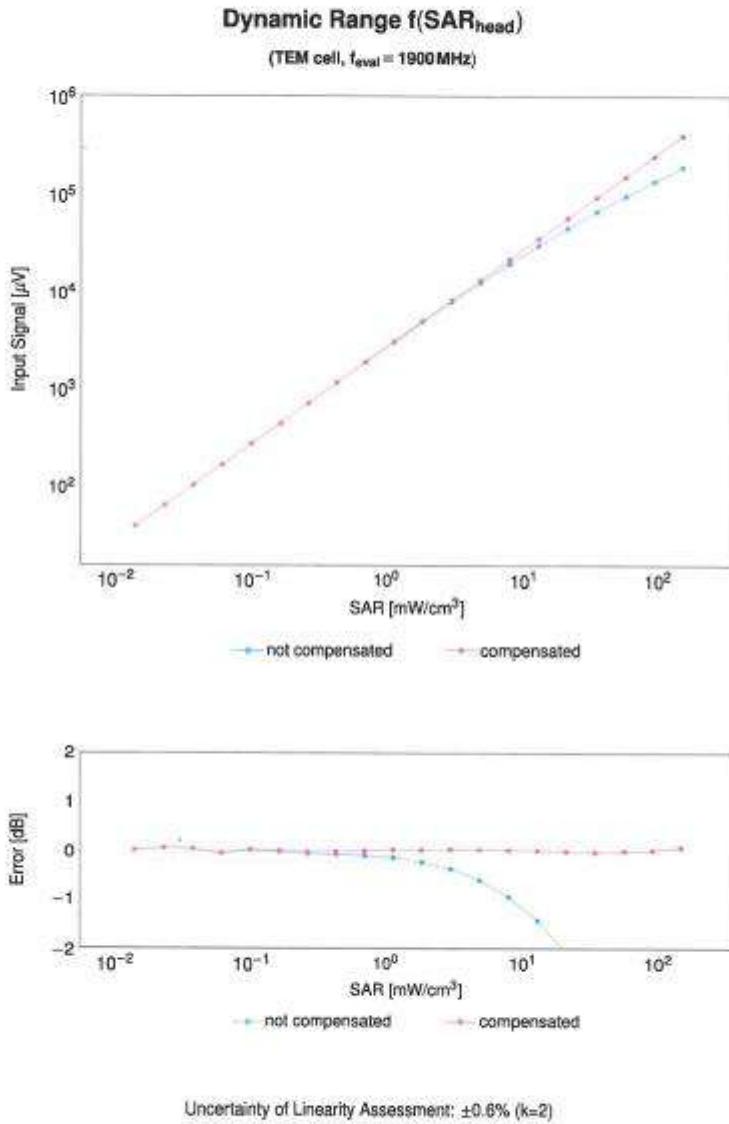 Dynamic Range f(SARhead)
(TEM cell, feval = 1900 MHz)
10⁶
10⁵
10⁴
10³
10²
Input Signal [µV]
10⁻² 10⁻¹ 10⁰ 10¹ 10²
SAR [mW/cm³]
not compensated compensated
2
1
0
−1
−2
Error [dB]
10⁻² 10⁻¹ 10⁰ 10¹ 10²
SAR [mW/cm³]
not compensated compensated
Uncertainty of Linearity Assessment: ±0.6% (k=2)